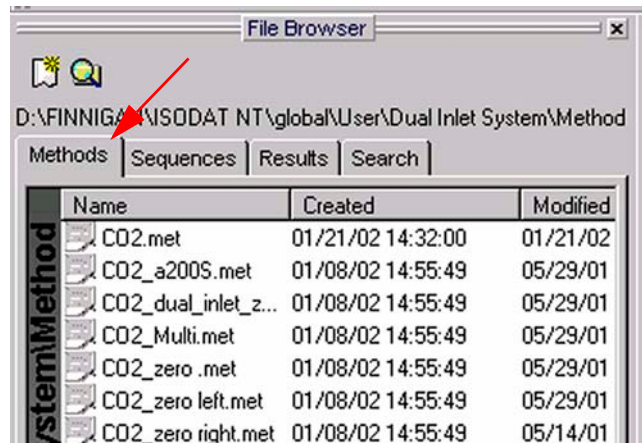 File Browser
D:\FINNIGAN\ISODAT NT\global\User\Dual Inlet System\Method
Methods Sequences Results Search
Name Created Modified
CO2.met 01/21/02 14:32:00 01/21/02
CO2_a200S.met 01/08/02 14:55:49 05/29/01
CO2_dual_inlet_z... 01/08/02 14:55:49 05/29/01
CO2_Multi.met 01/08/02 14:55:49 05/29/01
CO2_zero .met 01/08/02 14:55:49 05/29/01
CO2_zero left.met 01/08/02 14:55:49 05/29/01
CO2_zero right.met 01/08/02 14:55:49 05/14/01
stem\Method